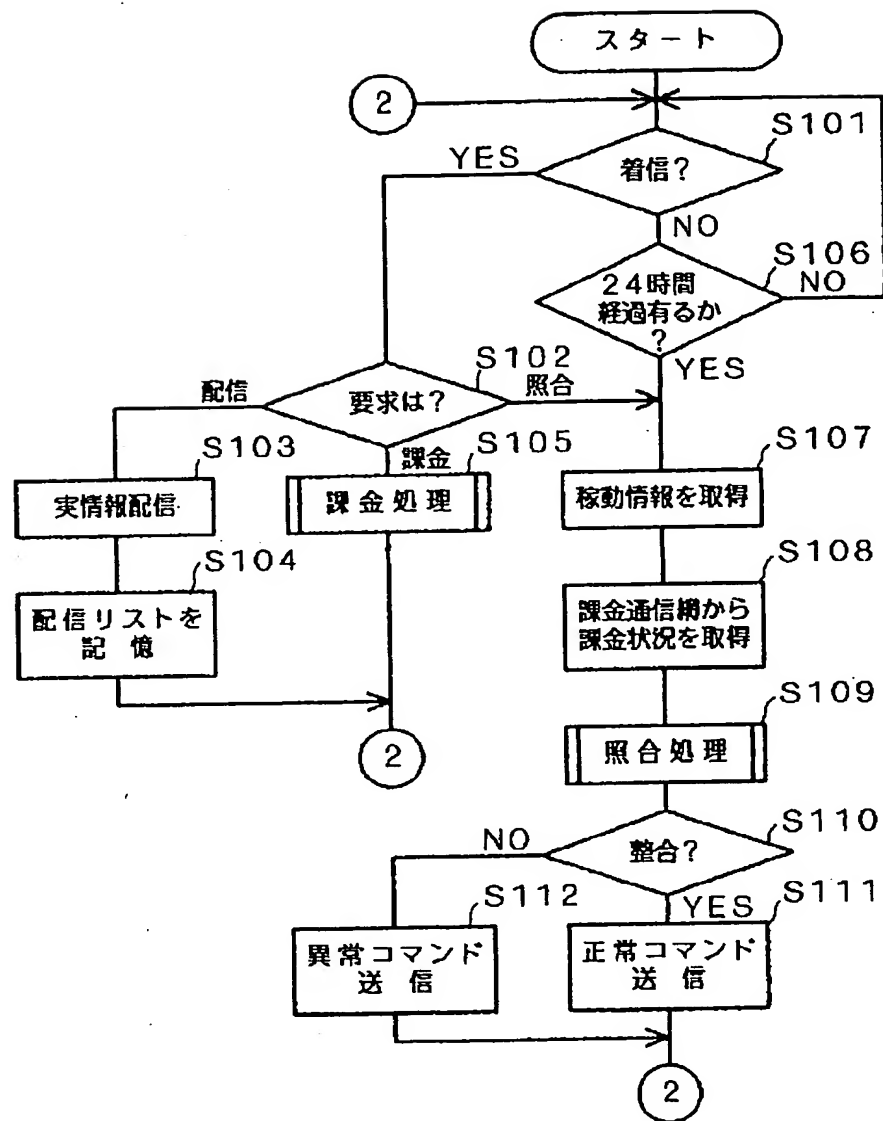 スタート
2
S101
YES
着信?
NO
S106
24時間
NO
経過有るか
?
S102
YES
配信
要求は?
照合
S103
課金
S105
S107
実情報配信
課金処理
稼動情報を取得
S104
S108
配信リストを
記憶
課金通信網から
課金状況を取得
S109
2
照合処理
S110
NO
整合?
S112
YES
S111
異常コマンド
送信
正常コマンド
送信
2